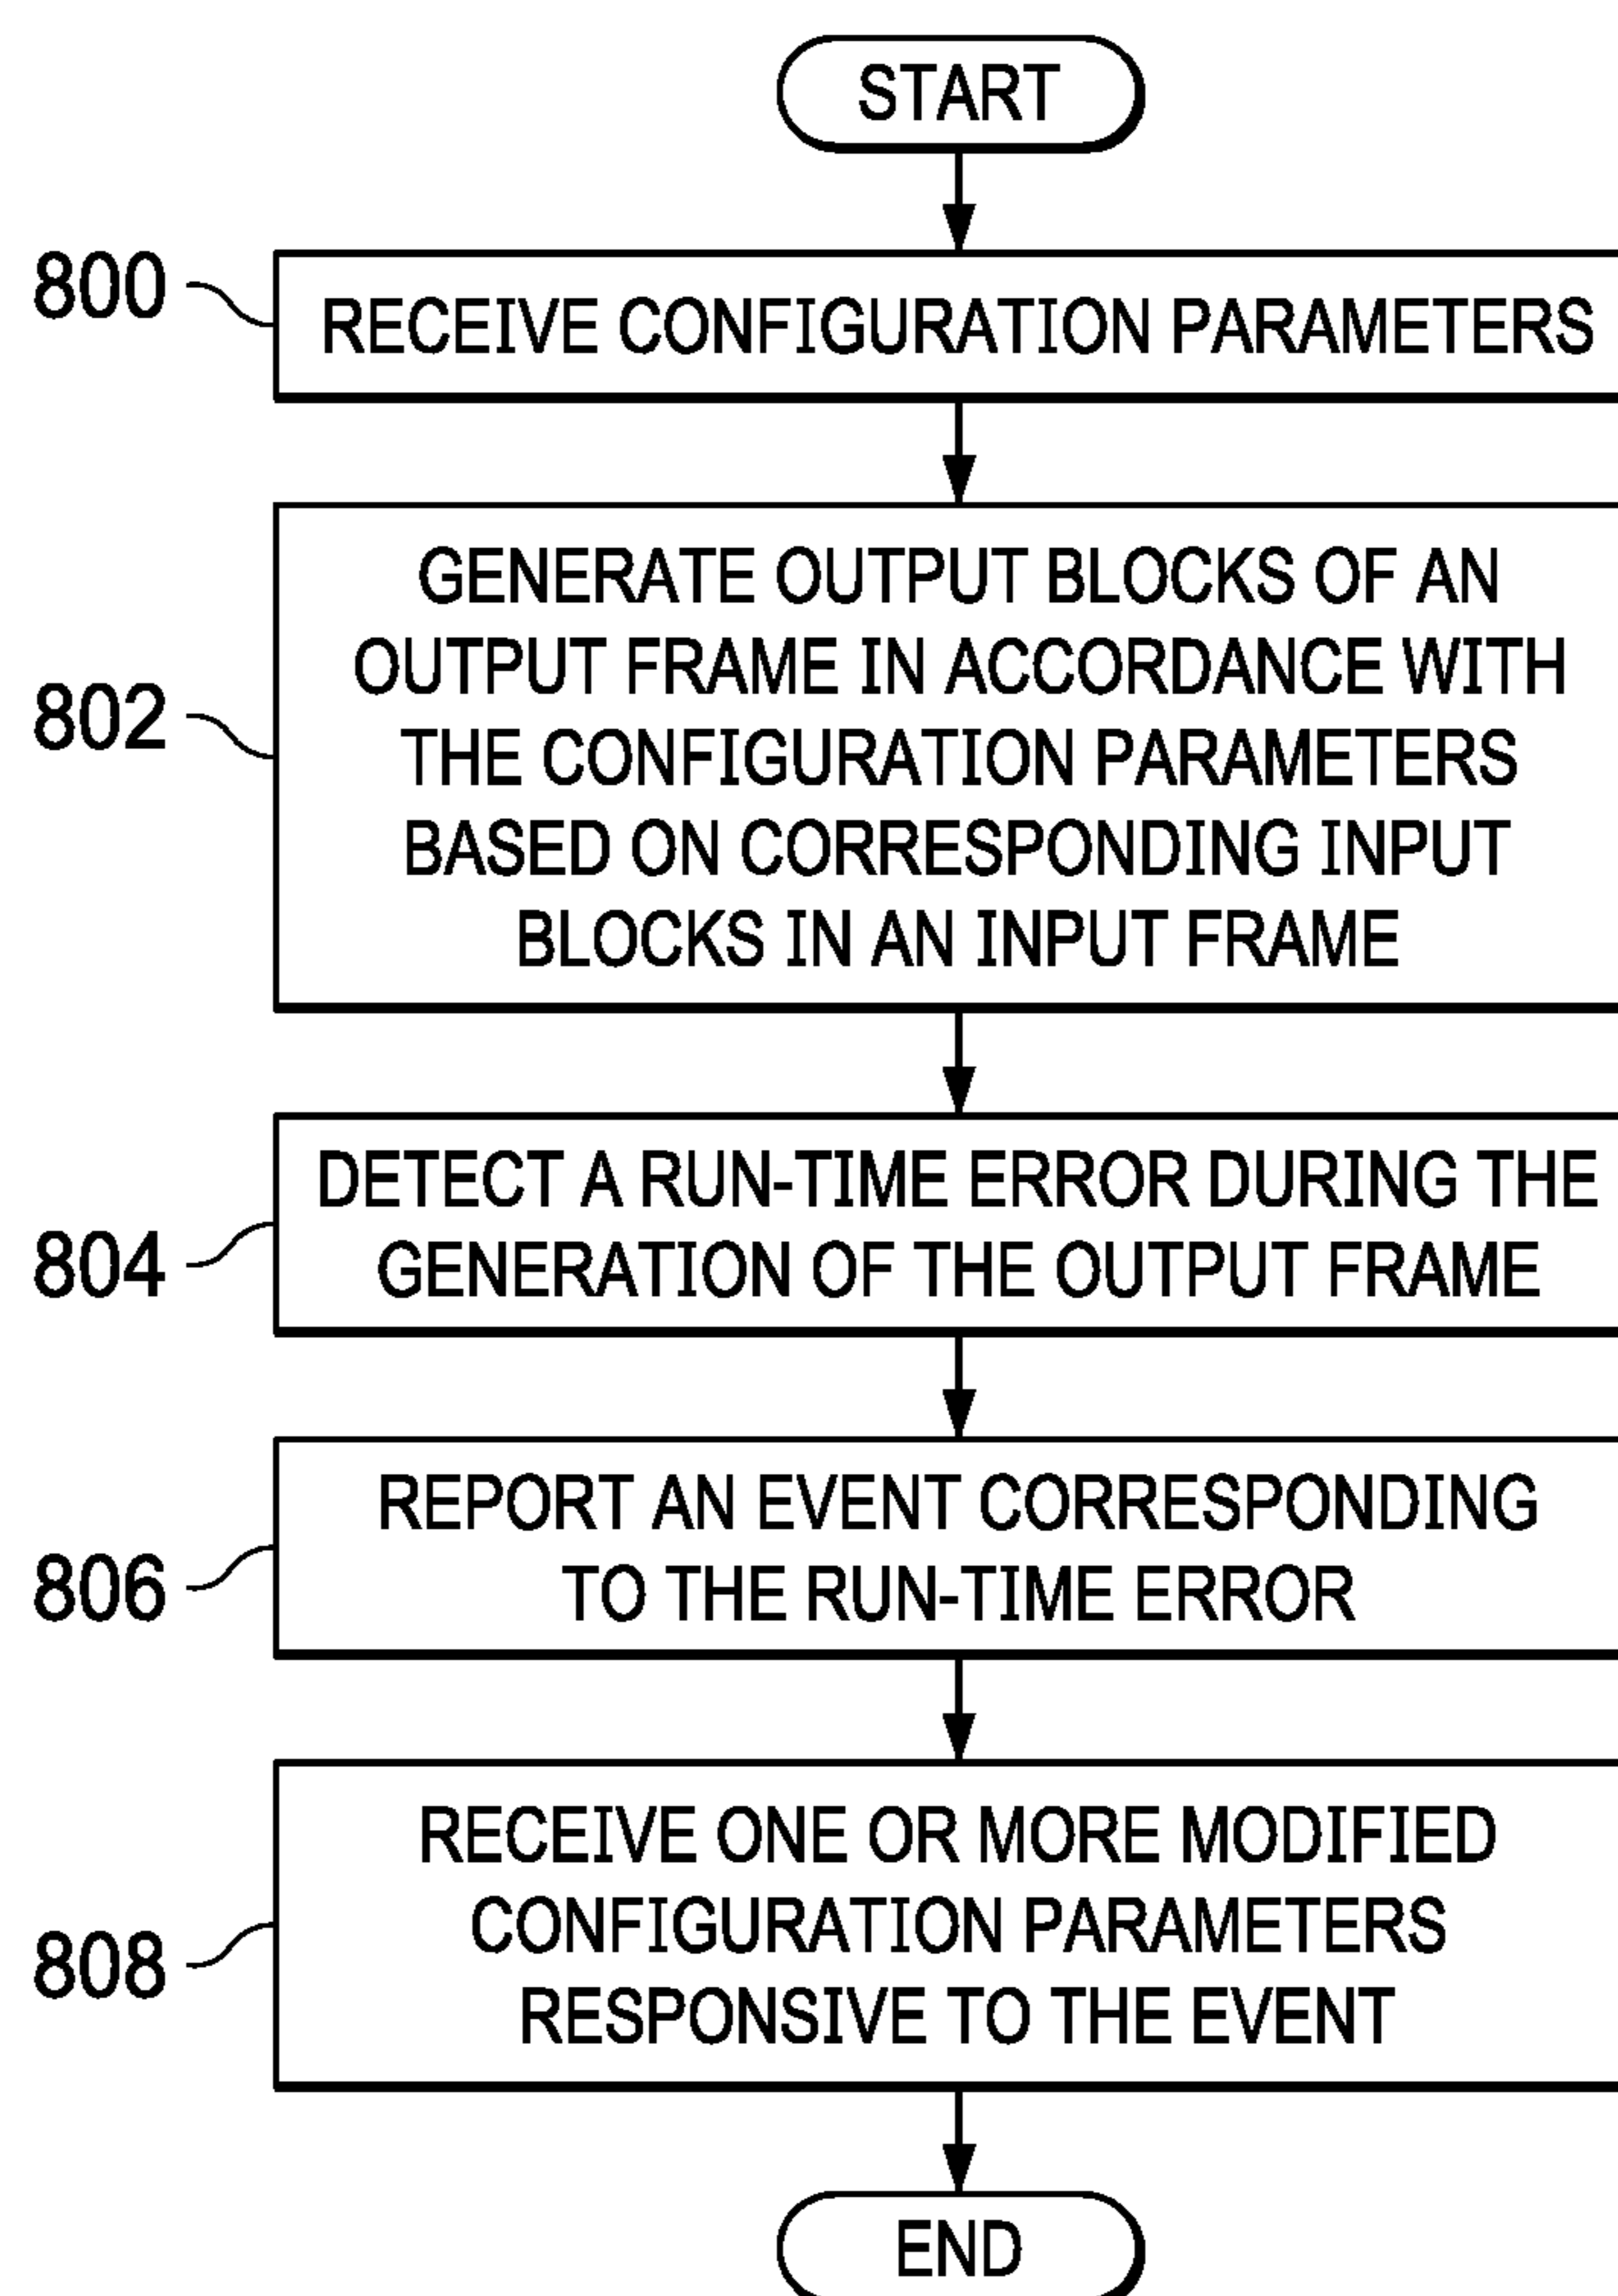 START
800
RECEIVE CONFIGURATION PARAMETERS
802
GENERATE OUTPUT BLOCKS OF AN
OUTPUT FRAME IN ACCORDANCE WITH
THE CONFIGURATION PARAMETERS
BASED ON CORRESPONDING INPUT
BLOCKS IN AN INPUT FRAME
804
DETECT A RUN-TIME ERROR DURING THE
GENERATION OF THE OUTPUT FRAME
806
REPORT AN EVENT CORRESPONDING
TO THE RUN-TIME ERROR
808
RECEIVE ONE OR MORE MODIFIED
CONFIGURATION PARAMETERS
RESPONSIVE TO THE EVENT
END